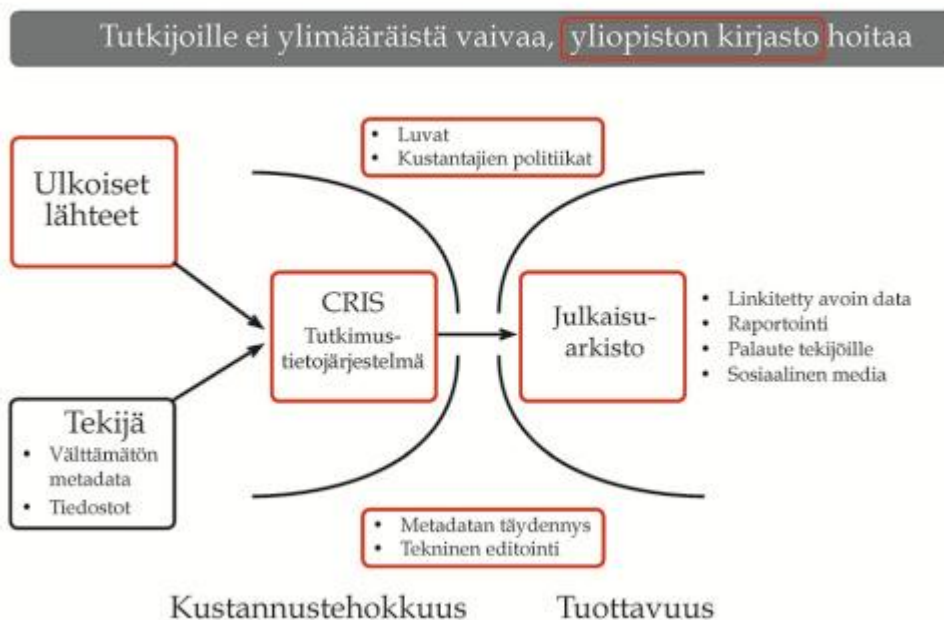 Tutkijoille ei ylimääräistä vaivaa, yliopiston kirjasto hoitaa
• Luvat
• Kustantajien politiikat
Ulkoiset
lähteet
CRIS
Tutkimus-
tietojärjestelmä
Julkaisu-
arkisto
• Linkitetty avoin data
• Raportointi
• Palaute tekijöille
• Sosiaalinen media
Tekijä
• Välttämätön
metadata
• Tiedostot
• Metadatan täydennys
• Tekninen editointi
Kustannustehokkuus
Tuottavuus